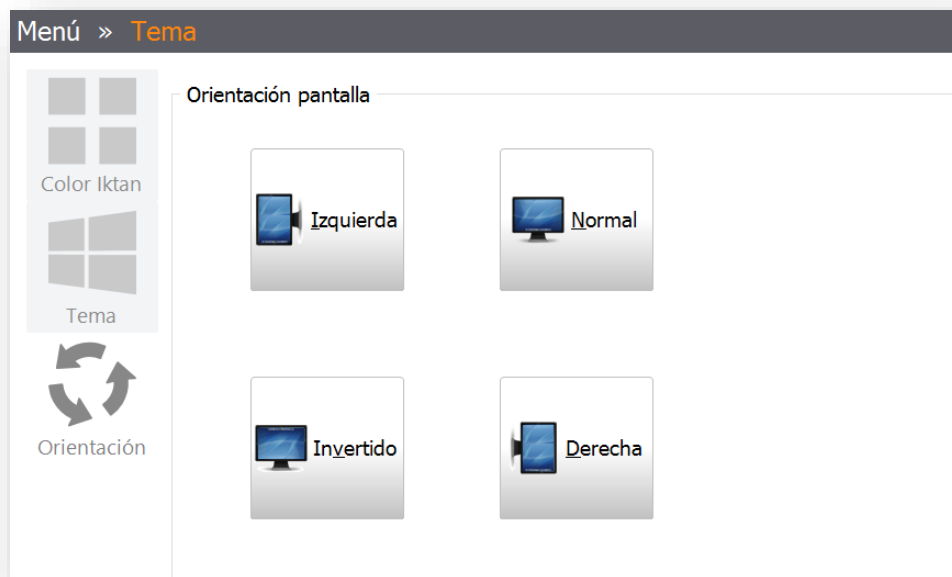 Menú » Tema
Color Iktan
Tema
Orientación
Orientación pantalla
Izquierda
Normal
Invertido
Derecha